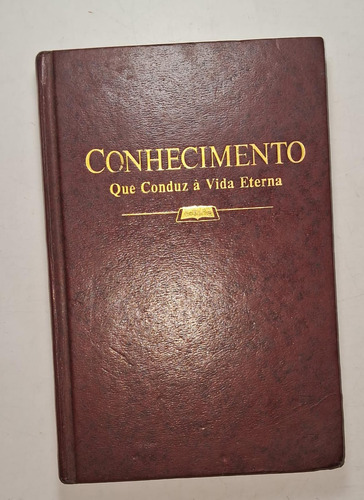 CONHECIMENTO
Que Conduz à Vida Eterna